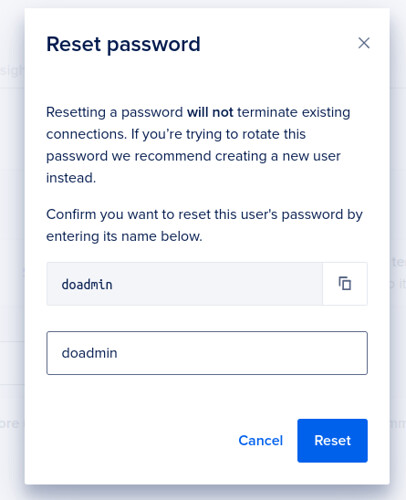 Reset password
Resetting a password will not terminate existing
connections. If you're trying to rotate this
password we recommend creating a new user
instead.
Confirm you want to reset this user's password by
entering its name below.
doadmin
doadmin
Cancel
Reset